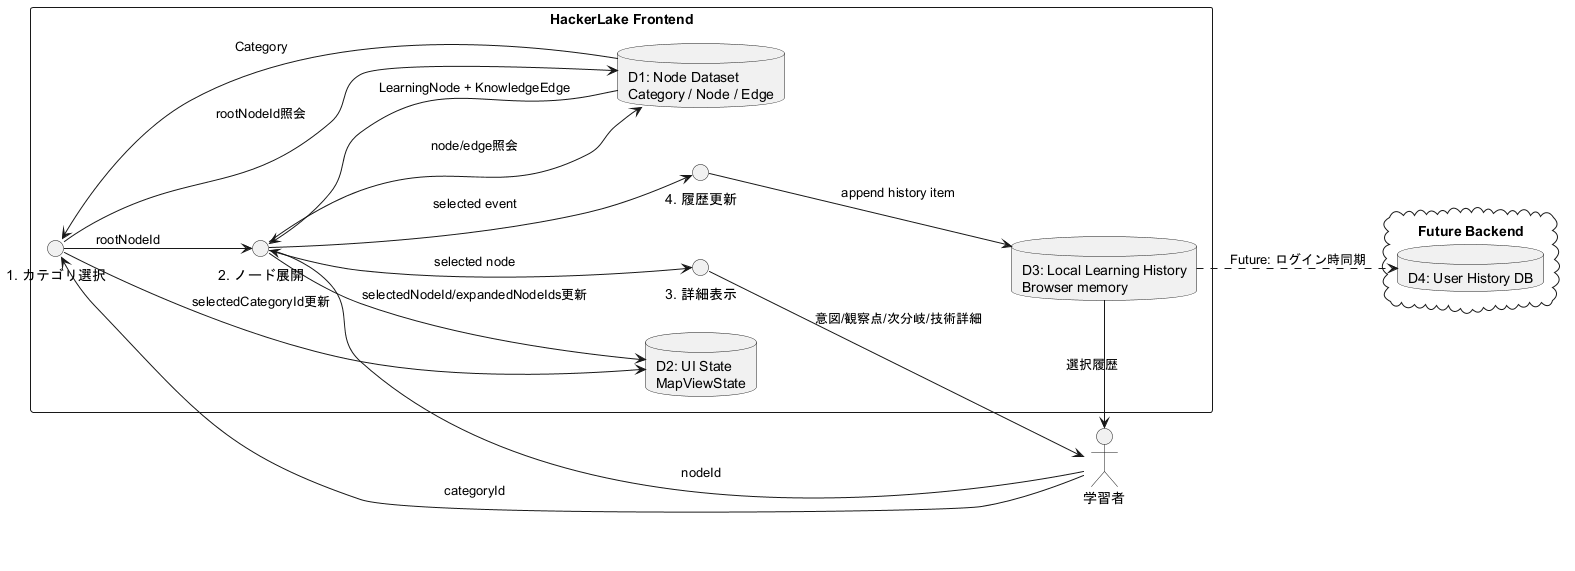 HackerLake Frontend
Category
D1: Node Dataset
Category / Node / Edge
LearningNode + KnowledgeEdge
rootNodeId照会
node/edge照会
4. 履歴更新
append history item
selected event
rootNodeId
1. カテゴリ選択
2. ノード展開
selected node
3. 詳細表示
D3: Local Learning History
Browser memory
Future: ログイン時同期
Future Backend
D4: User History DB
selectedCategoryId更新
selectedNodeId/expandedNodeIds更新
意図/観察点/次分岐/技術詳細
D2: UI State
MapViewState
選択履歴
nodeId
categoryId
学習者